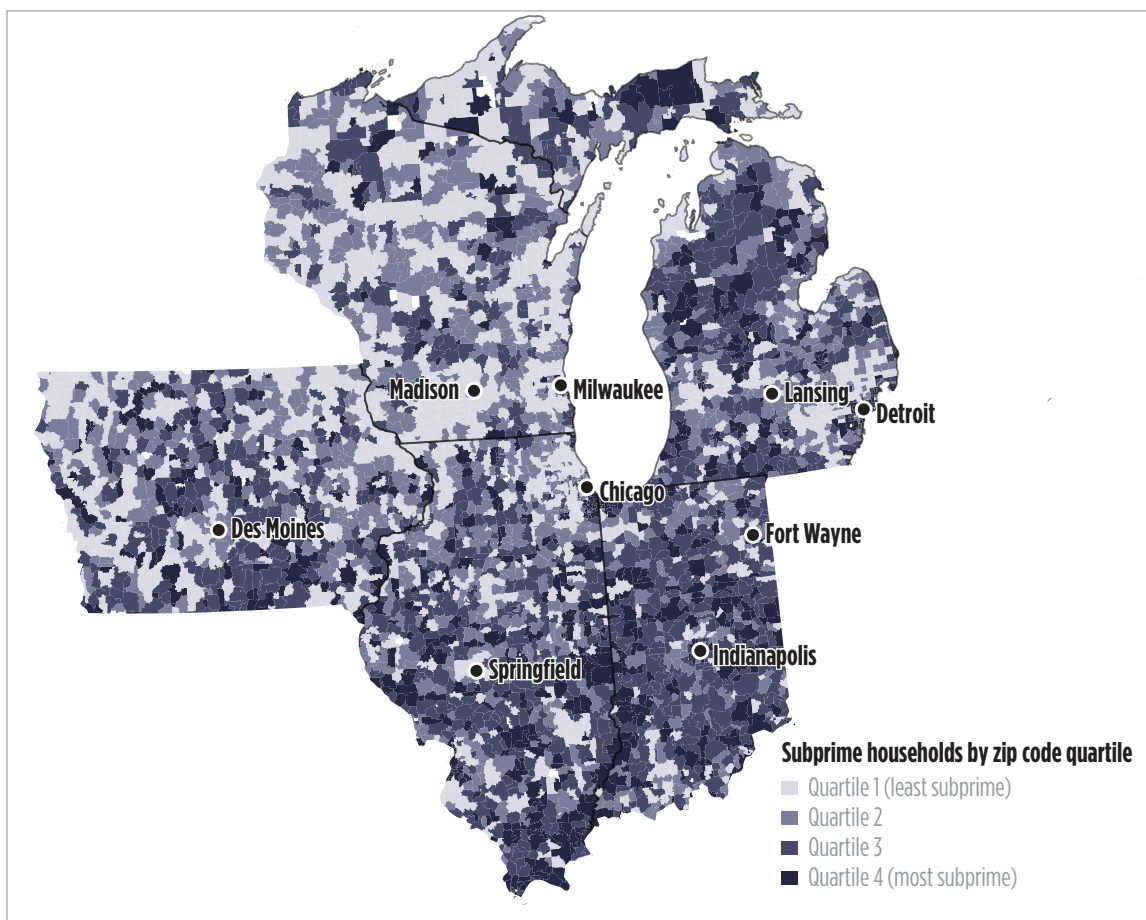 Madison
Milwaukee
Lansing
Detroit
Chicago
Des Moines
Fort Wayne
Indianapolis
Springfield
Subprime households by zip code quartile
Quartile 1 (least subprime)
Quartile 2
Quartile 3
Quartile 4 (most subprime)